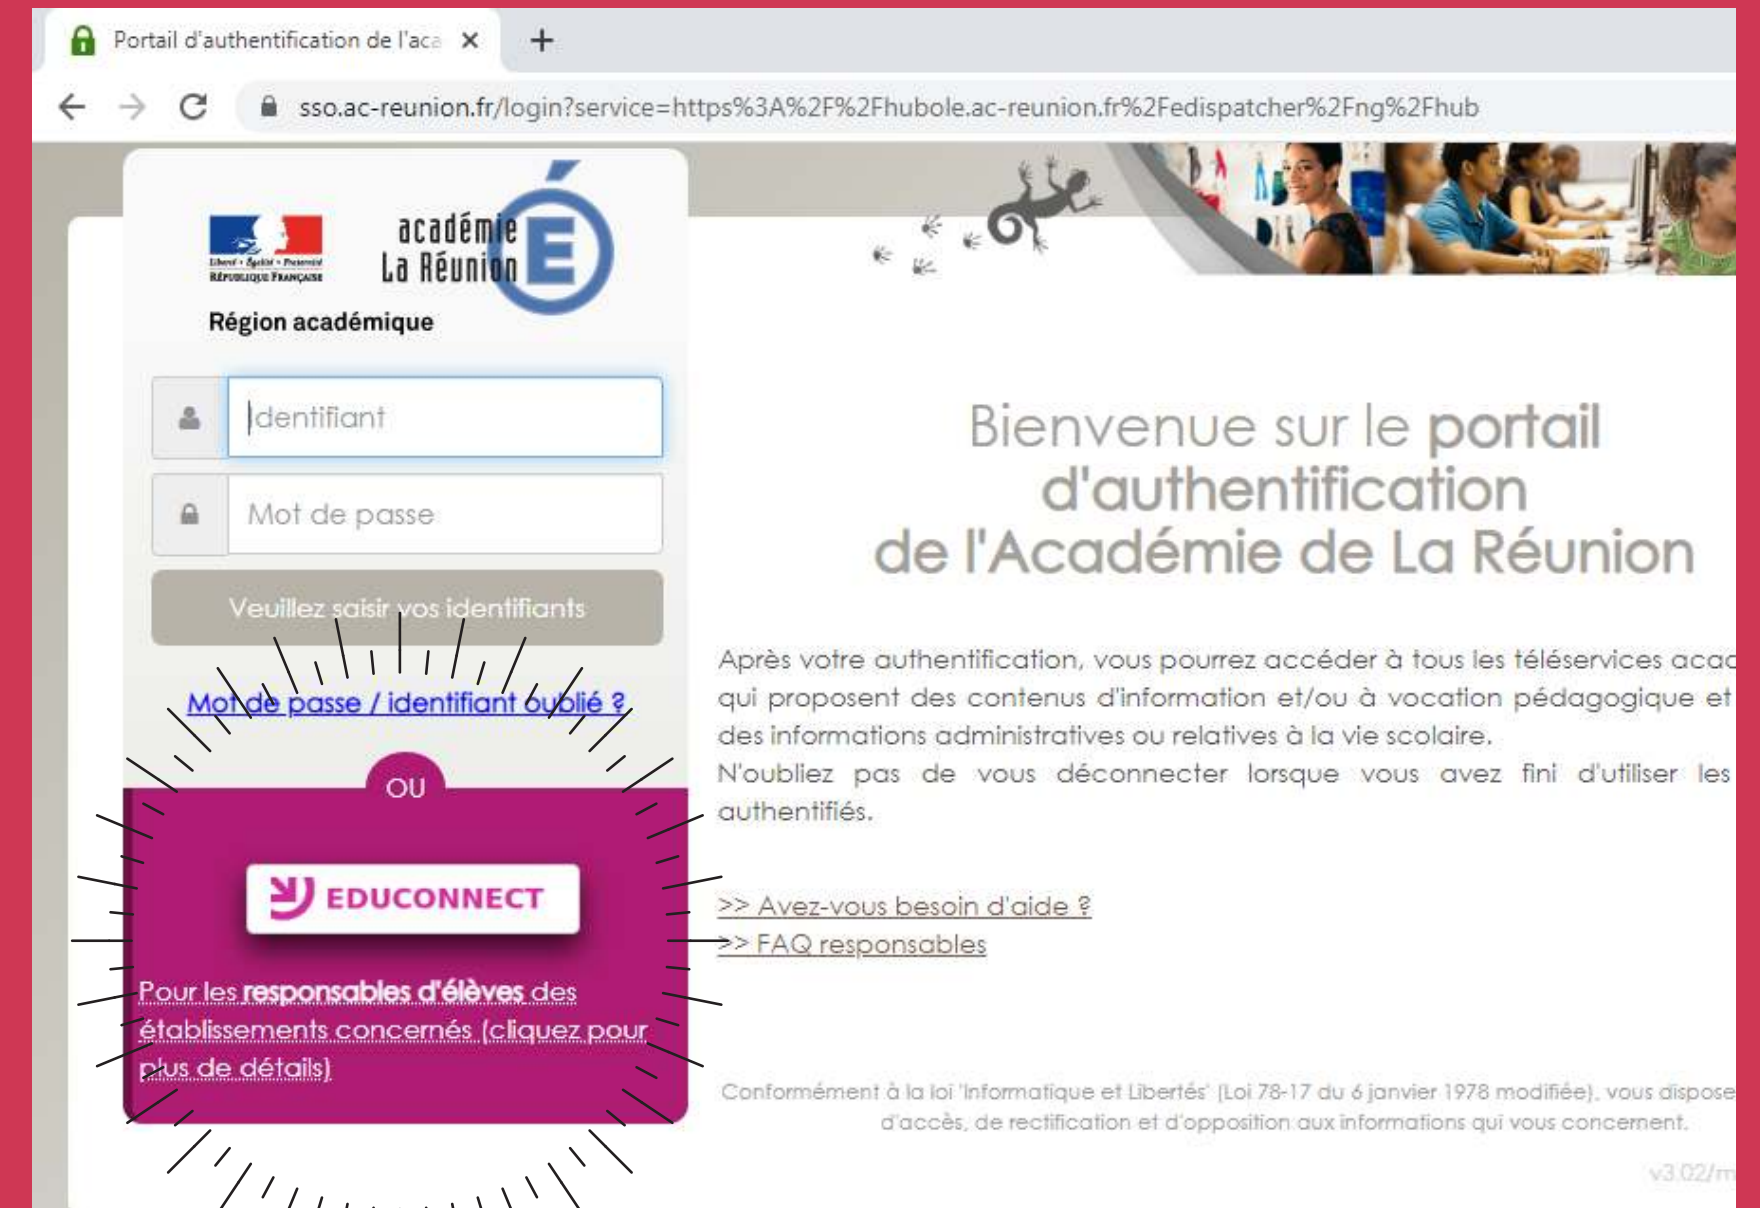 Portail d'authentification de l'aca
sso.ac-reunion.fr/login?service=https%3A%2F%2Fhubole.ac-reunion.fr%2Fedispatcher%2Fng%2Fhub
Liberté • Égalité • Fraternité
RÉPUBLIQUE FRANÇAISE
académie
La Réunion
É
Région académique
Identifiant
Mot de passe
Veuillez saisir vos identifiants
Mot de passe / identifiant oublié ?
OU
EDUCONNECT
Pour les responsables d'élèves des
établissements concernés (cliquez pour
plus de détails)
Bienvenue sur le portail
d'authentification
de l'Académie de La Réunion
Après votre authentification, vous pourrez accéder à tous les téléservices acad
qui proposent des contenus d'information et/ou à vocation pédagogique et
des informations administratives ou relatives à la vie scolaire.
N'oubliez pas de vous déconnecter lorsque vous avez fini d'utiliser les
authentifiés.
>> Avez-vous besoin d'aide ?
>> FAQ responsables
Conformément à la loi 'Informatique et Libertés' (Loi 78-17 du 6 janvier 1978 modifiée), vous dispose
d'accès, de rectification et d'opposition aux informations qui vous concernent.
v3.02/m